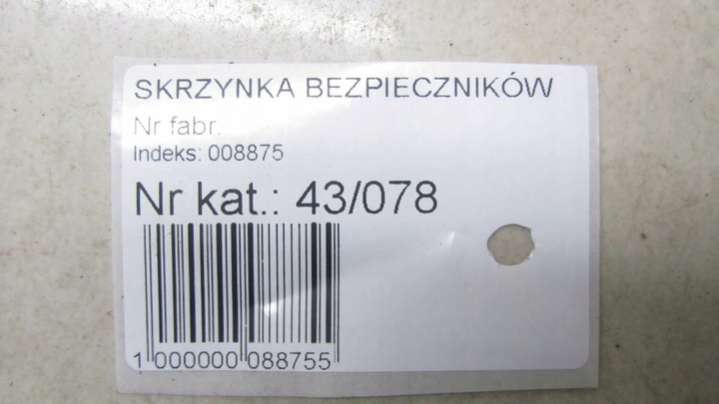 SKRZYNKA BEZPIECZNIKÓW
Nr fabr.
Indeks: 008875
Nr kat.: 43/078
1 000000 088755